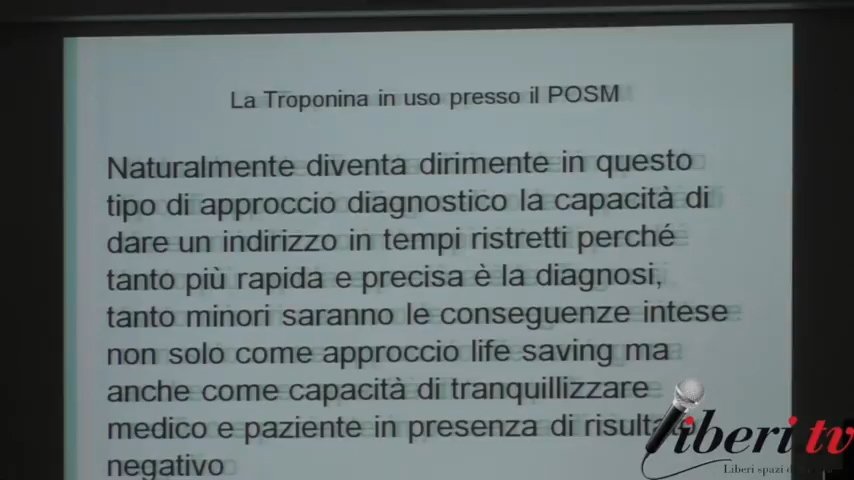 La Troponina in uso presso il POSM
Naturalmente diventa dirimente in questo
tipo di approccio diagnostico la capacità di
dare un indirizzo in tempi ristretti perché
tanto più rapida e precisa è la diagnosi,
tanto minori saranno le conseguenze intese
non solo come approccio life saving ma
anche come capacità di tranquillizzare
medico e paziente in presenza di
negativo
liberi tv
Liberi spazi